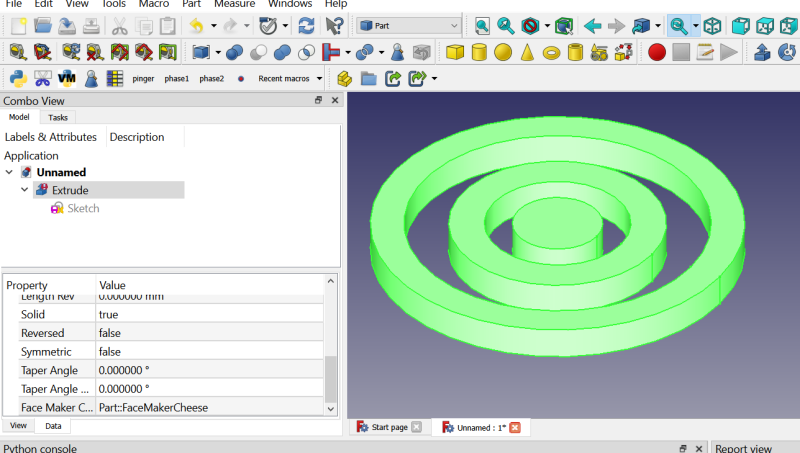 File Edit View Tools Macro Part Measure Windows Help
Part
VM pinger phase1 phase2 Recent macros
Combo View
Model Tasks
Labels & Attributes Description
Application
Unnamed
Extrude
Sketch
Property Value
Length Rev 0.000000 mm
Solid true
Reversed false
Symmetric false
Taper Angle 0.000000 °
Taper Angle ... 0.000000 °
Face Maker C... Part::FaceMakerCheese
View Data
Start page Unnamed : 1*
Python console Report view